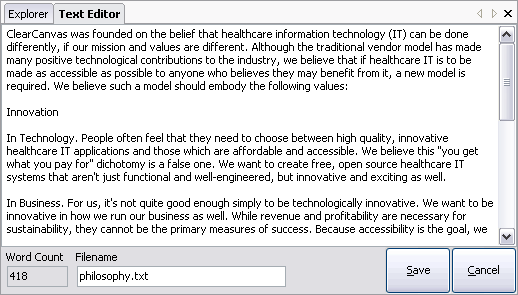 Explorer Text Editor
ClearCanvas was founded on the belief that healthcare information technology (IT) can be done
differently, if our mission and values are different. Although the traditional vendor model has made
many positive technological contributions to the industry, we believe that if healthcare IT is to be
made as accessible as possible to anyone who believes they may benefit from it, a new model is
required. We believe such a model should embody the following values:
Innovation
In Technology. People often feel that they need to choose between high quality, innovative
healthcare IT applications and those which are affordable and accessible. We believe this "you get
what you pay for" dichotomy is a false one. We want to create free, open source healthcare IT
systems that aren't just functional and well-engineered, but innovative and exciting as well.
In Business. For us, it's not quite good enough simply to be technologically innovative. We want to be
innovative in how we run our business as well. While revenue and profitability are necessary for
sustainability, they cannot be the primary measures of success. Because accessibility is the goal, we
Word Count Filename
418 philosophy.txt
Save Cancel